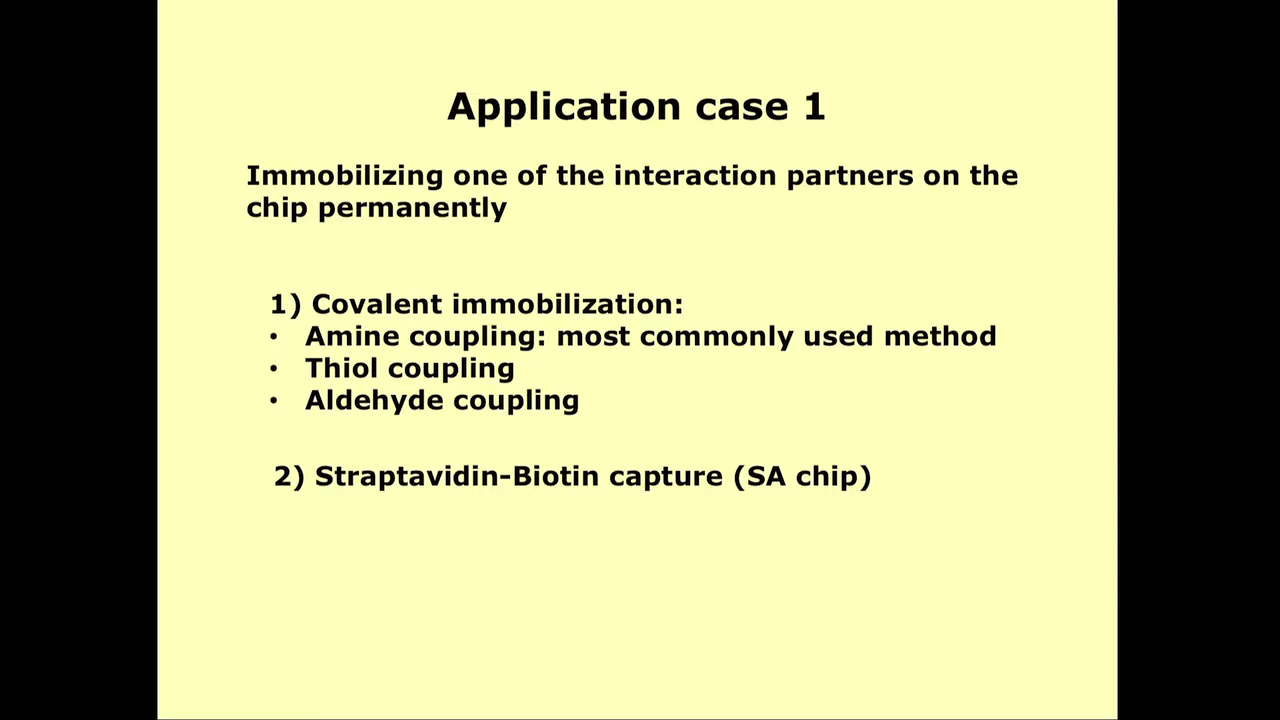 Application case 1
Immobilizing one of the interaction partners on the
chip permanently
1) Covalent immobilization:
• Amine coupling: most commonly used method
• Thiol coupling
• Aldehyde coupling
2) Straptavidin-Biotin capture (SA chip)